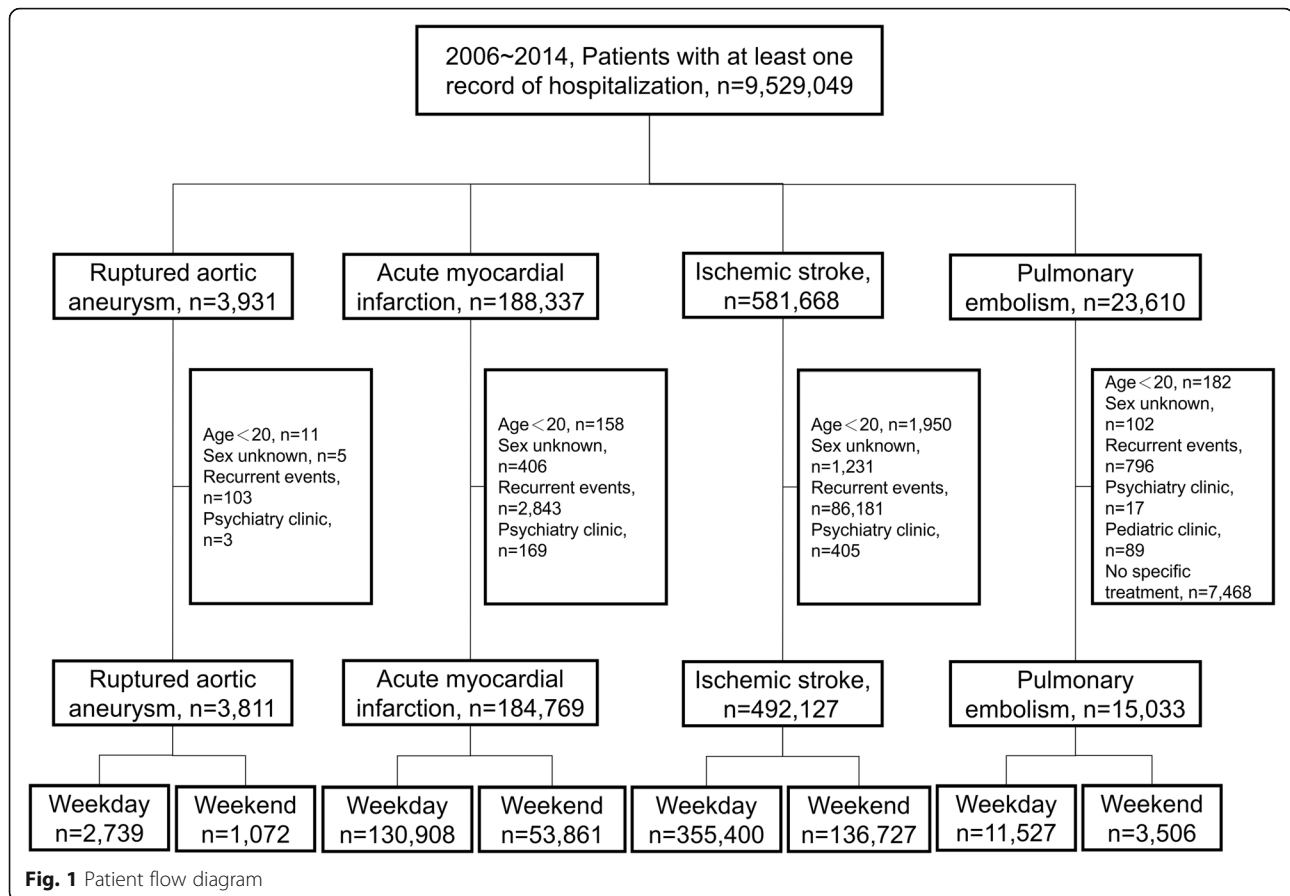 2006~2014, Patients with at least one
record of hospitalization, n=9,529,049
Ruptured aortic
aneurysm, n=3,931
Acute myocardial
infarction, n=188,337
Ischemic stroke,
n=581,668
Pulmonary
embolism, n=23,610
Age<20, n=11
Sex unknown, n=5
Recurrent events,
n=103
Psychiatry clinic,
n=3
Age<20, n=158
Sex unknown,
n=406
Recurrent events,
n=2,843
Psychiatry clinic,
n=169
Age<20, n=1,950
Sex unknown,
n=1,231
Recurrent events,
n=86,181
Psychiatry clinic,
n=405
Age<20, n=182
Sex unknown,
n=102
Recurrent events,
n=796
Psychiatry clinic,
n=17
Pediatric clinic,
n=89
No specific
treatment, n=7,468
Ruptured aortic
aneurysm, n=3,811
Acute myocardial
infarction, n=184,769
Ischemic stroke,
n=492,127
Pulmonary
embolism, n=15,033
Weekday
n=2,739
Weekend
n=1,072
Weekday
n=130,908
Weekend
n=53,861
Weekday
n=355,400
Weekend
n=136,727
Weekday
n=11,527
Weekend
n=3,506
Fig. 1 Patient flow diagram